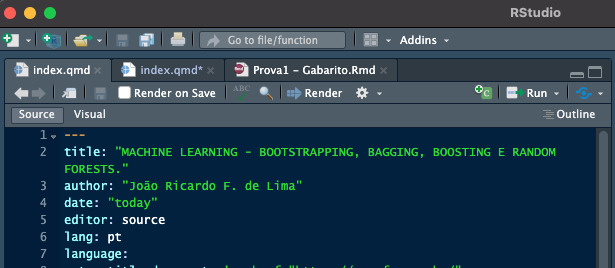 RStudio
Go to file/function
Addins
index.qmd
index.qmd*
Prova1 - Gabarito.Rmd
Render on Save
ABC
Render
Run
Source
Visual
Outline
1 ---
2 title: "MACHINE LEARNING - BOOTSTRAPPING, BAGGING, BOOSTING E RANDOM
FORESTS."
3 author: "João Ricardo F. de Lima"
4 date: "today"
5 editor: source
6 lang: pt
7 language: